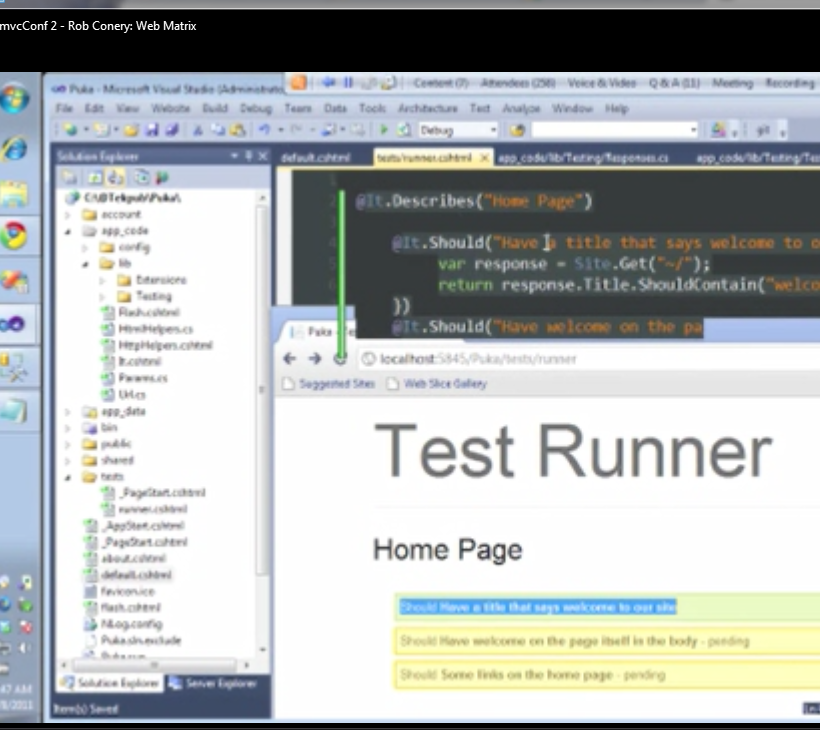 mvcConf 2 - Rob Conery: Web Matrix
Puka - Microsoft Visual Studio (Administrato
Content (7) Attendees (258) Voice & Video Q & A (11) Meeting Recording
File Edit View Website Build Debug Team Data Tools Architecture Test Analyze Window Help
Debug
git
Solution Explorer
default.cshtml tests/runner.cshtml app_code/lib/Testing/Responses.cs app_code/lib/Testing/Tes
C:\@Tekpub\Puka\
account
app_code
config
lib
Extensions
Testing
Flash.cshtml
HtmlHelpers.cs
HttpHelpers.cshtml
It.cshtml
Params.cs
Url.cs
app_data
bin
public
shared
tests
_PageStart.cshtml
runner.cshtml
_AppStart.cshtml
_PageStart.cshtml
about.cshtml
default.cshtml
favicon.ico
flash.cshtml
NLog.config
Puka.sln.exclude
Solution Explorer Server Explorer
Item(s) Saved
@It.Describes("Home Page")
@It.Should("Have a title that says welcome to o
var response = Site.Get("~/");
return response.Title.ShouldContain("welco
})
@It.Should("Have welcome on the pa
Puka
localhost:5845/Puka/tests/runner
Suggested Sites Web Slice Gallery
Test Runner
Home Page
Should Have a title that says welcome to our site
Should Have welcome on the page itself in the body - pending
Should Some links on the home page - pending